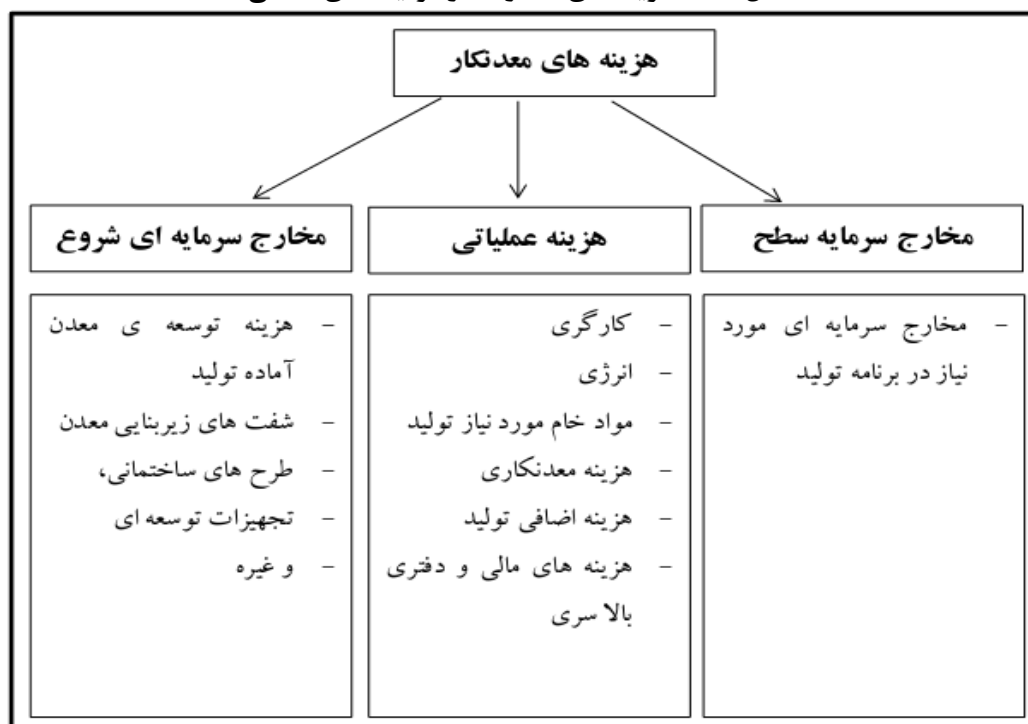 هزینه های معدنکار
مخارج سرمایه سطح
- مخارج سرمایه ای مورد
نیاز در برنامه تولید
هزینه عملیاتی
- کارگری
- انرژی
- مواد خام مورد نیاز تولید
- هزینه معدنکاری
- هزینه اضافی تولید
- هزینه های مالی و دفتری
بالا سری
مخارج سرمایه ای شروع
- هزینه توسعه ی معدن
آماده تولید
- شفت های زیربنایی معدن
- طرح های ساختمانی،
- تجهیزات توسعه ای
- و غیره